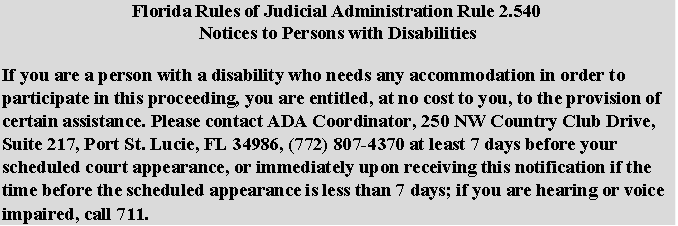 Florida Rules of Judicial Administration Rule 2.540
Notices to Persons with Disabilities
If you are a person with a disability who needs any accommodation in order to
participate in this proceeding, you are entitled, at no cost to you, to the provision of
certain assistance. Please contact ADA Coordinator, 250 NW Country Club Drive,
Suite 217, Port St. Lucie, FL 34986, (772) 807-4370 at least 7 days before your
scheduled court appearance, or immediately upon receiving this notification if the
time before the scheduled appearance is less than 7 days; if you are hearing or voice
impaired, call 711.